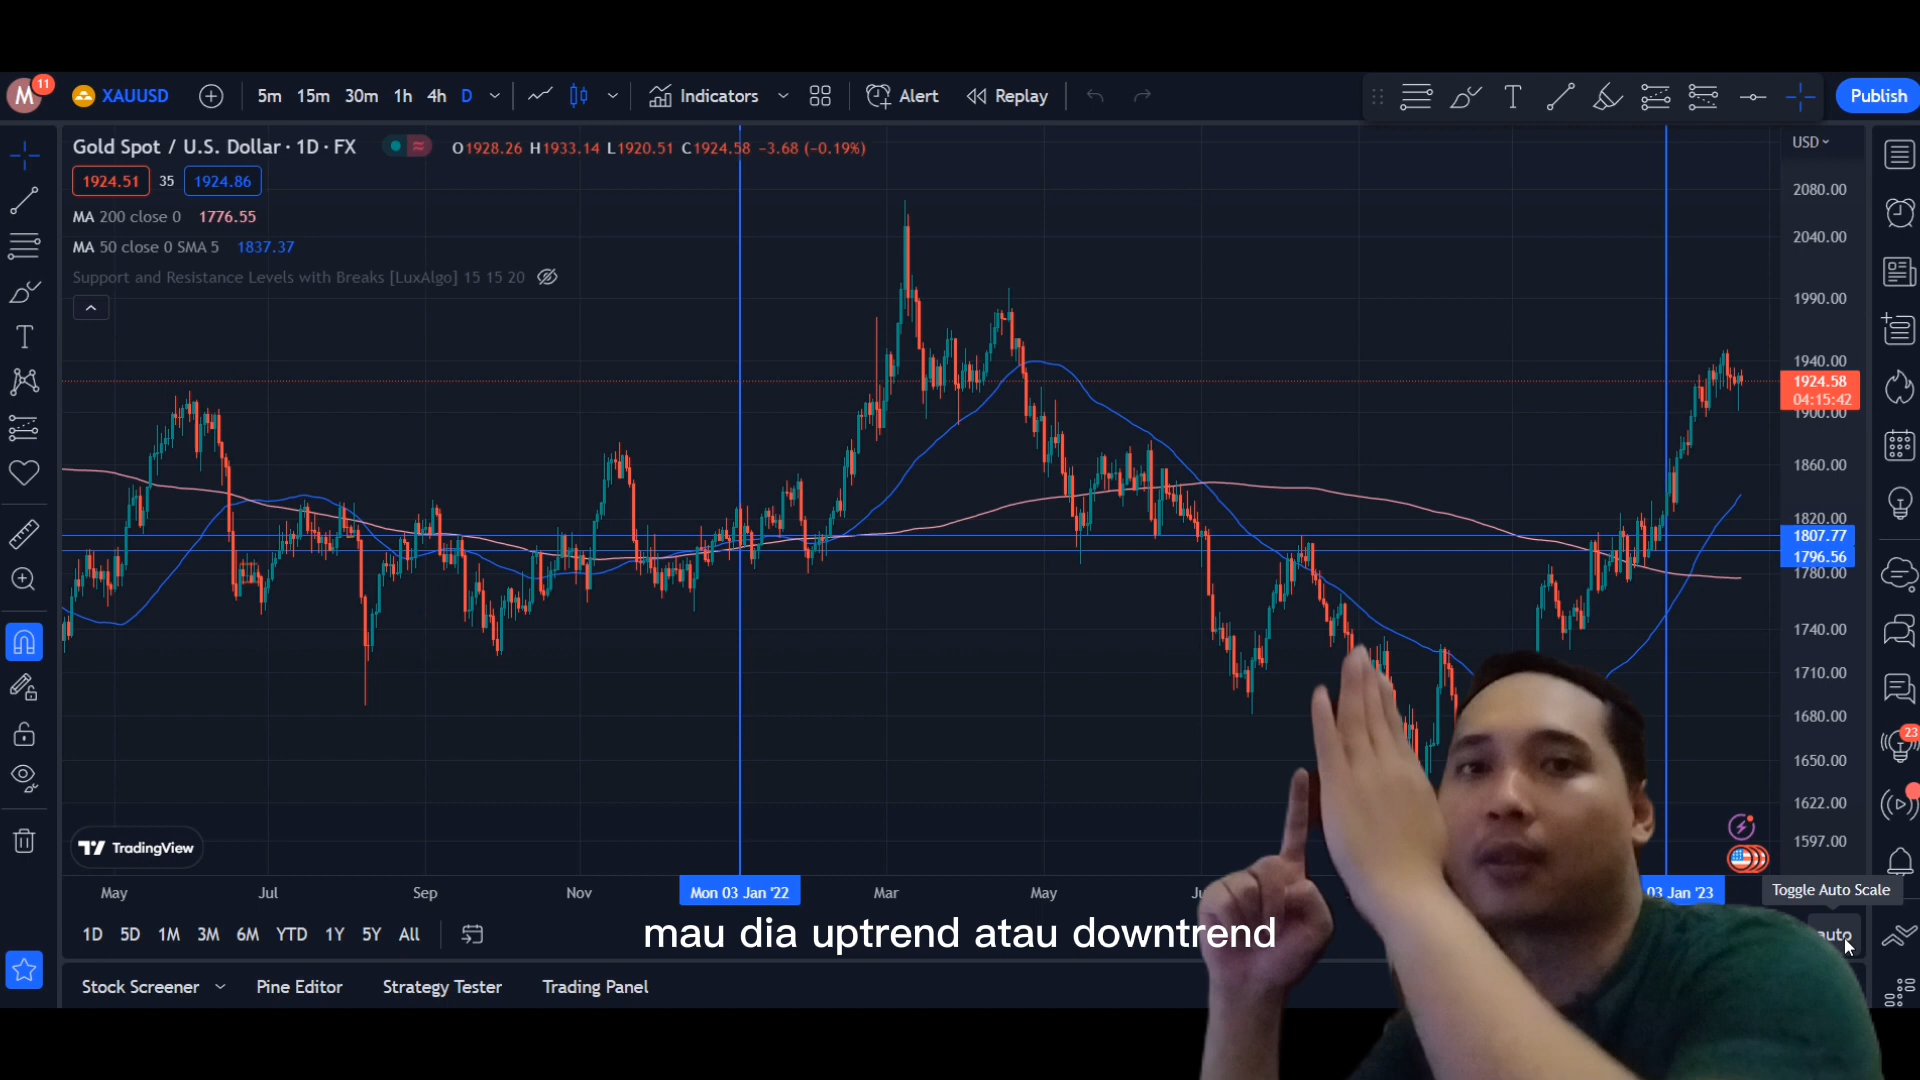 M 11 XAUUSD 5m 15m 30m 1h 4h D Indicators Alert Replay Publish
Gold Spot / U.S. Dollar · 1D · FX O1928.26 H1933.14 L1920.51 C1924.58 −3.68 (−0.19%)
USD
1924.51 35 1924.86
MA 200 close 0 1776.55
MA 50 close 0 SMA 5 1837.37
Support and Resistance Levels with Breaks [LuxAlgo] 15 15 20
2080.00
2040.00
1990.00
1940.00
1924.58
04:15:42
1900.00
1860.00
1820.00
1807.77
1796.56
1780.00
1740.00
1710.00
1680.00
1650.00
1622.00
1597.00
23
TradingView
May Jul Sep Nov Mon 03 Jan '22 Mar May 03 Jan '23
Toggle Auto Scale
1D 5D 1M 3M 6M YTD 1Y 5Y All
auto
mau dia uptrend atau downtrend
Stock Screener Pine Editor Strategy Tester Trading Panel